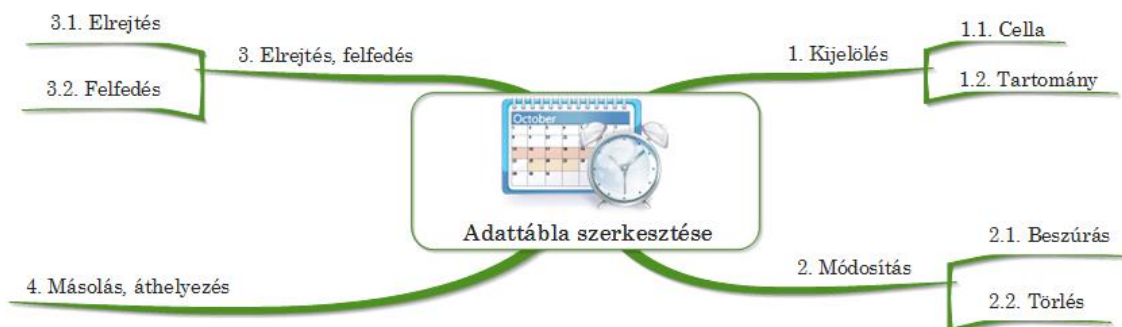 3.1. Elrejtés
3. Elrejtés, felfedés
3.2. Felfedés
1.1. Cella
1. Kijelölés
1.2. Tartomány
October
Adattábla szerkesztése
2.1. Beszúrás
2. Módosítás
2.2. Törlés
4. Másolás, áthelyezés